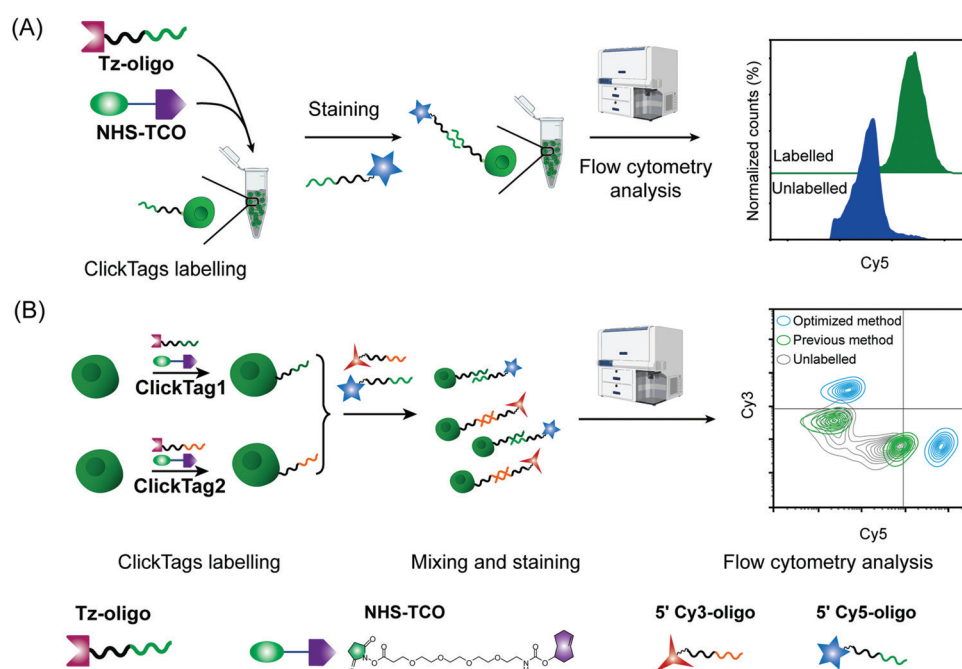 (A)
Tz-oligo
NHS-TCO
ClickTags labelling
Staining
Flow cytometry
analysis
Normalized counts (%)
Labelled
Unlabelled
Cy5
(B)
ClickTag1
ClickTag2
Optimized method
Previous method
Unlabelled
Cy3
Cy5
ClickTags labelling
Mixing and staining
Flow cytometry analysis
Tz-oligo
NHS-TCO
5' Cy3-oligo
5' Cy5-oligo
O
N
O
O
O
O
O
O
O
O
N
H
O